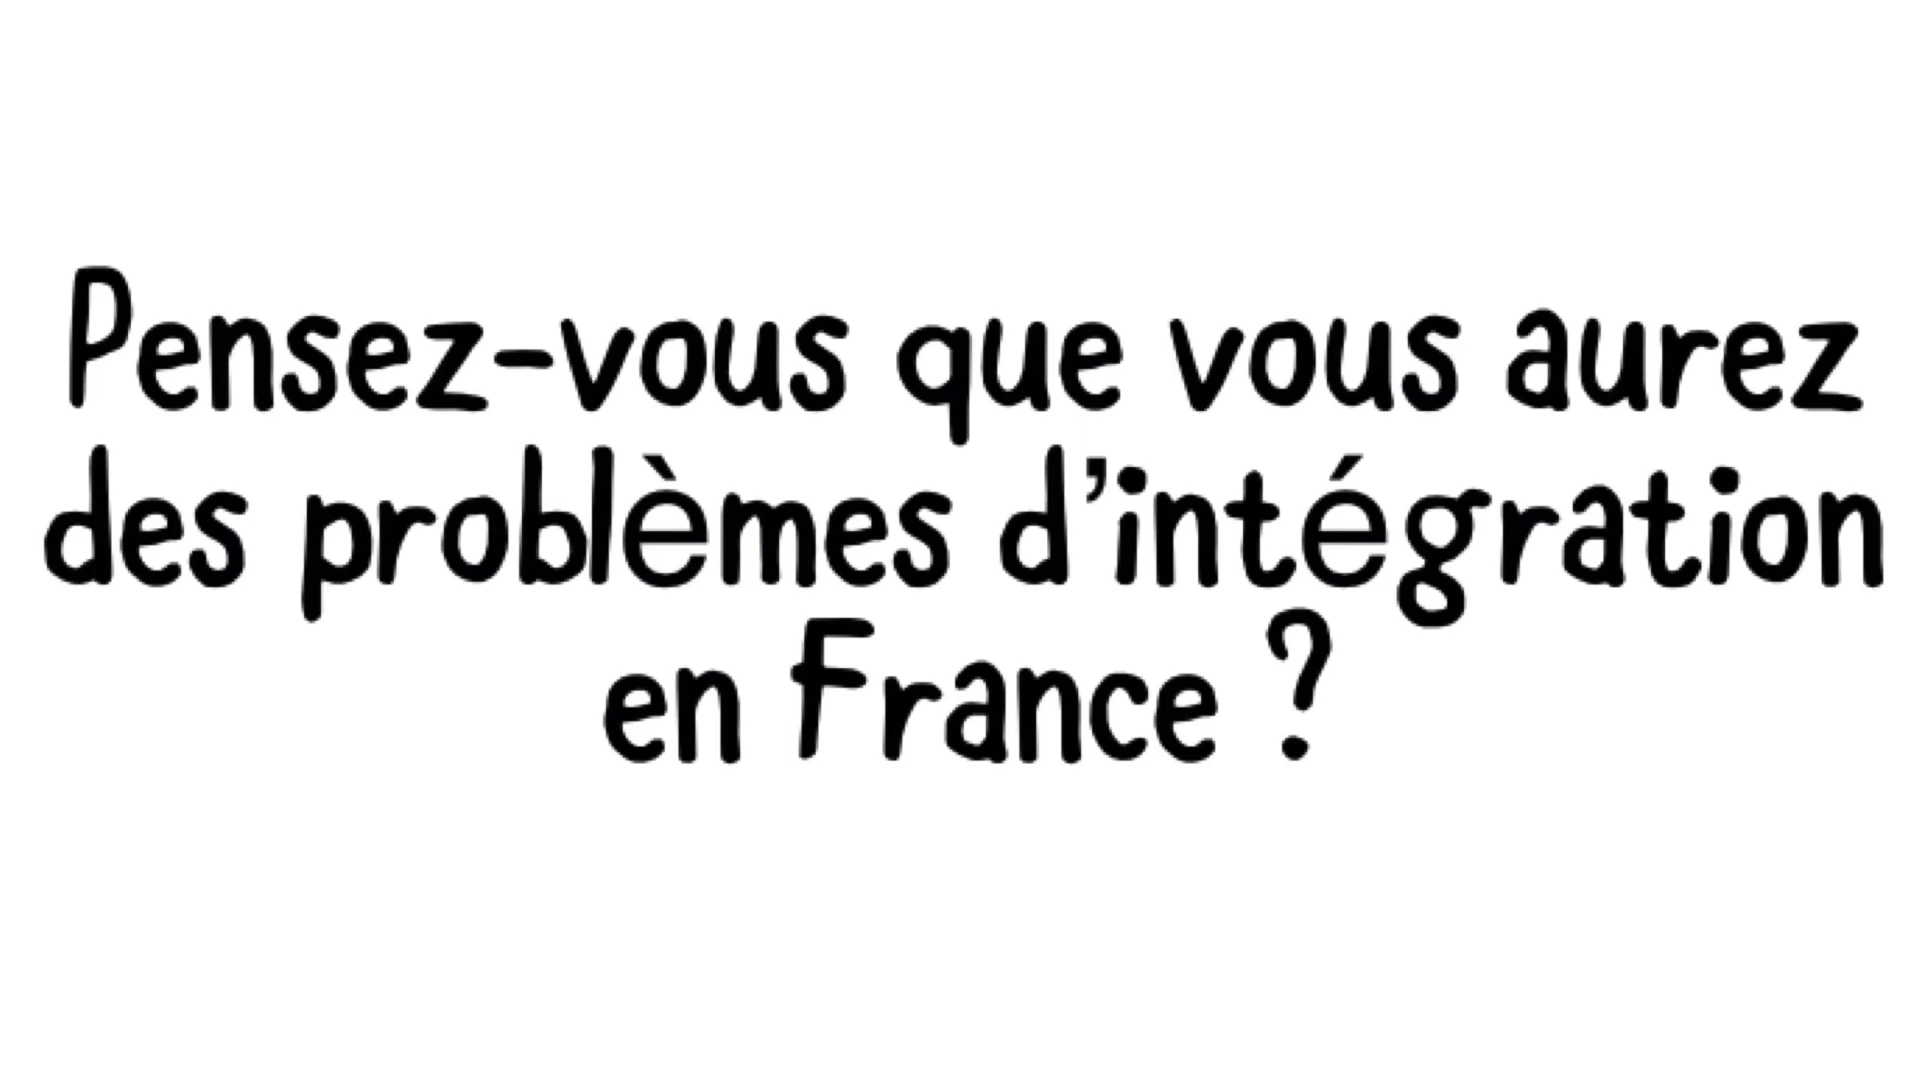 Pensez-vous que vous aurez
des problèmes d’intégration
en France ?